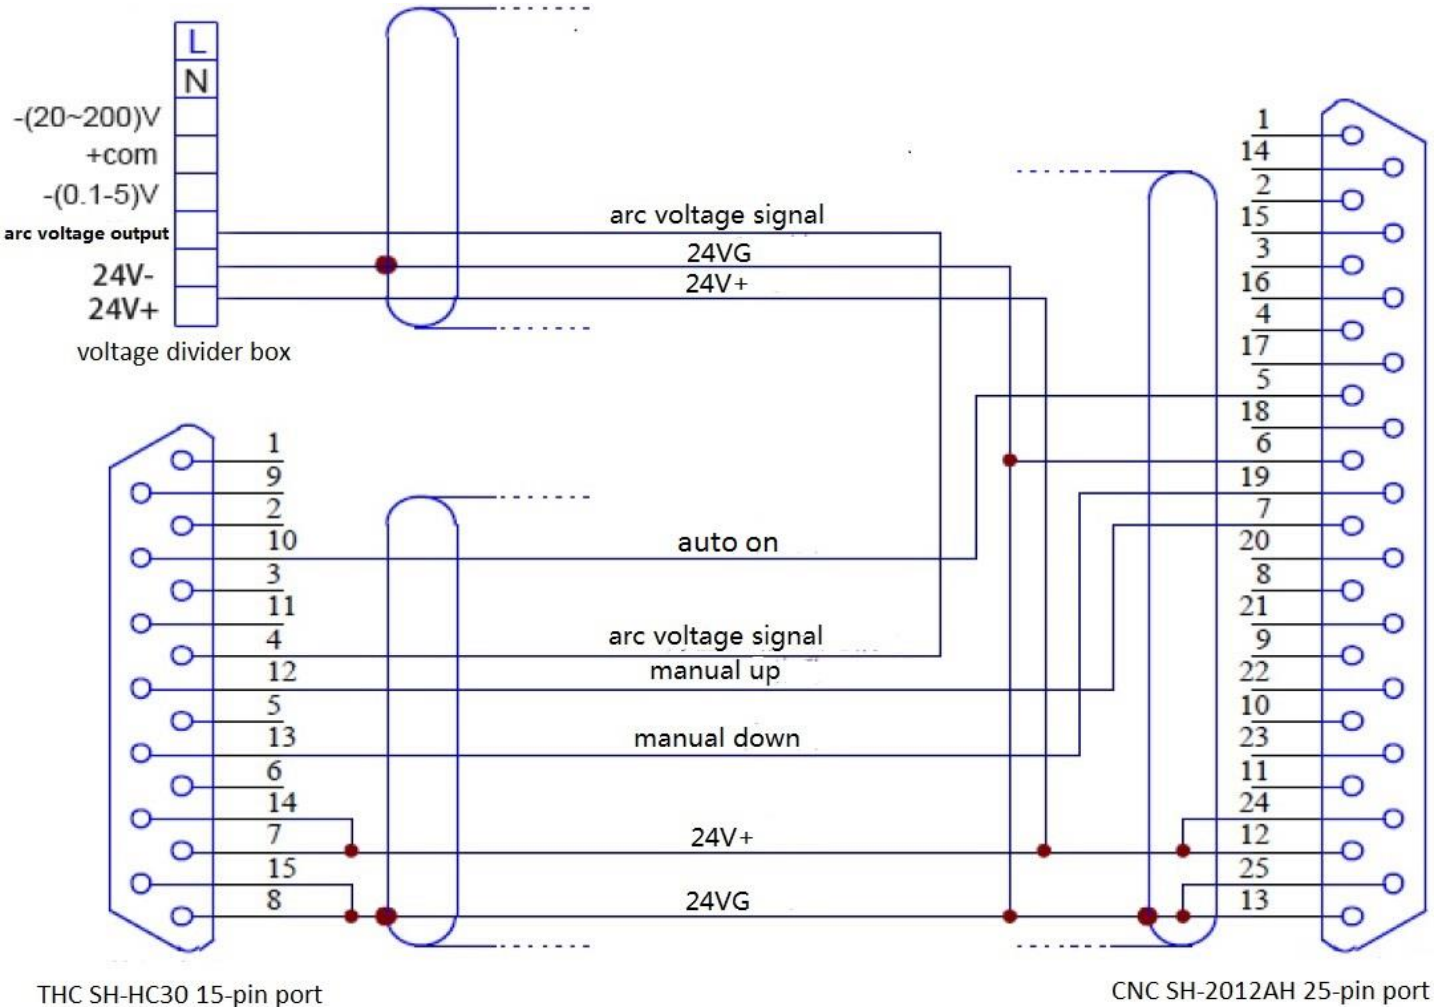 L
N
-(20~200)V
+com
-(0.1-5)V
arc voltage output
24V-
24V+
voltage divider box
arc voltage signal
24VG
24V+
1
9
2
10
3
11
4
12
5
13
6
14
7
15
8
auto on
arc voltage signal
manual up
manual down
24V+
24VG
1
14
2
15
3
16
4
17
5
18
6
19
7
20
8
21
9
22
10
23
11
24
12
25
13
THC SH-HC30 15-pin port
CNC SH-2012AH 25-pin port